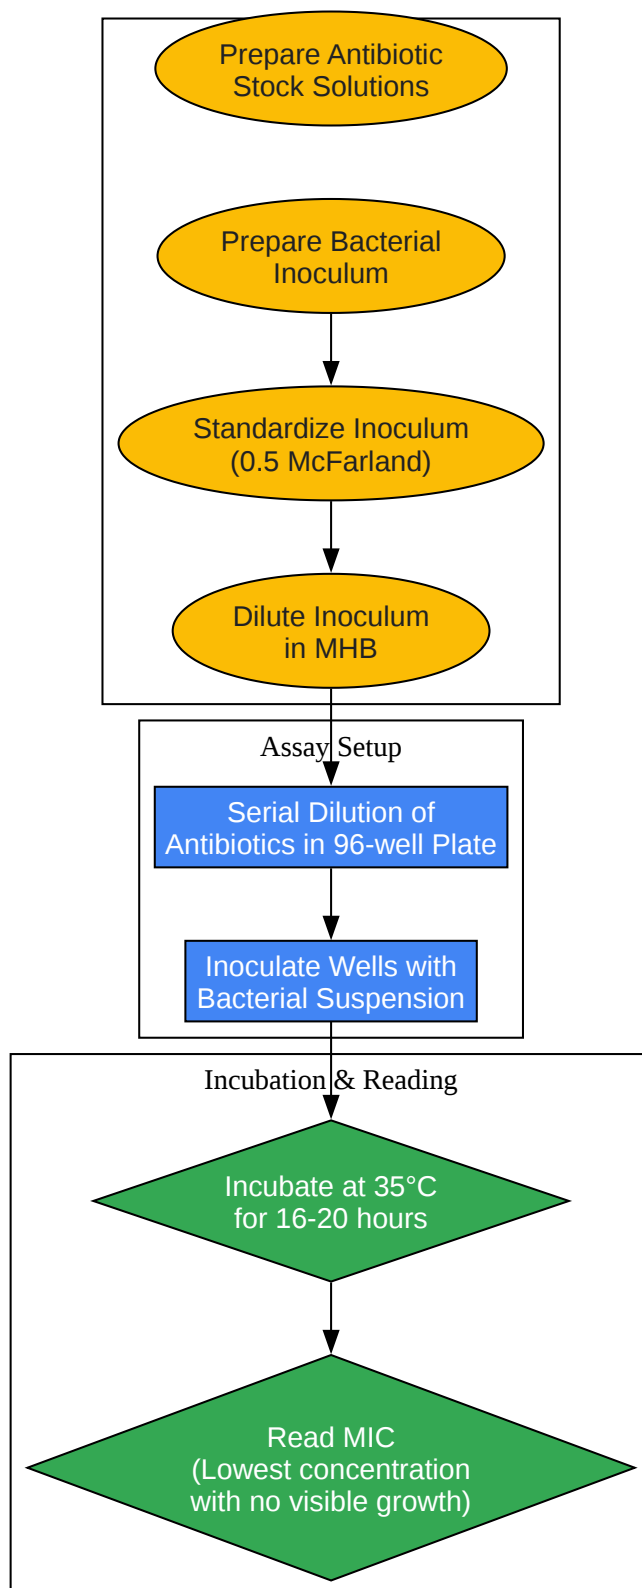 Prepare Antibiotic
Stock Solutions
Prepare Bacterial
Inoculum
Standardize Inoculum
(0.5 McFarland)
Dilute Inoculum
in MHB
Assay Setup
Serial Dilution of
Antibiotics in 96-well Plate
Inoculate Wells with
Bacterial Suspension
Incubation & Reading
Incubate at 35°C
for 16-20 hours
Read MIC
(Lowest concentration
with no visible growth)